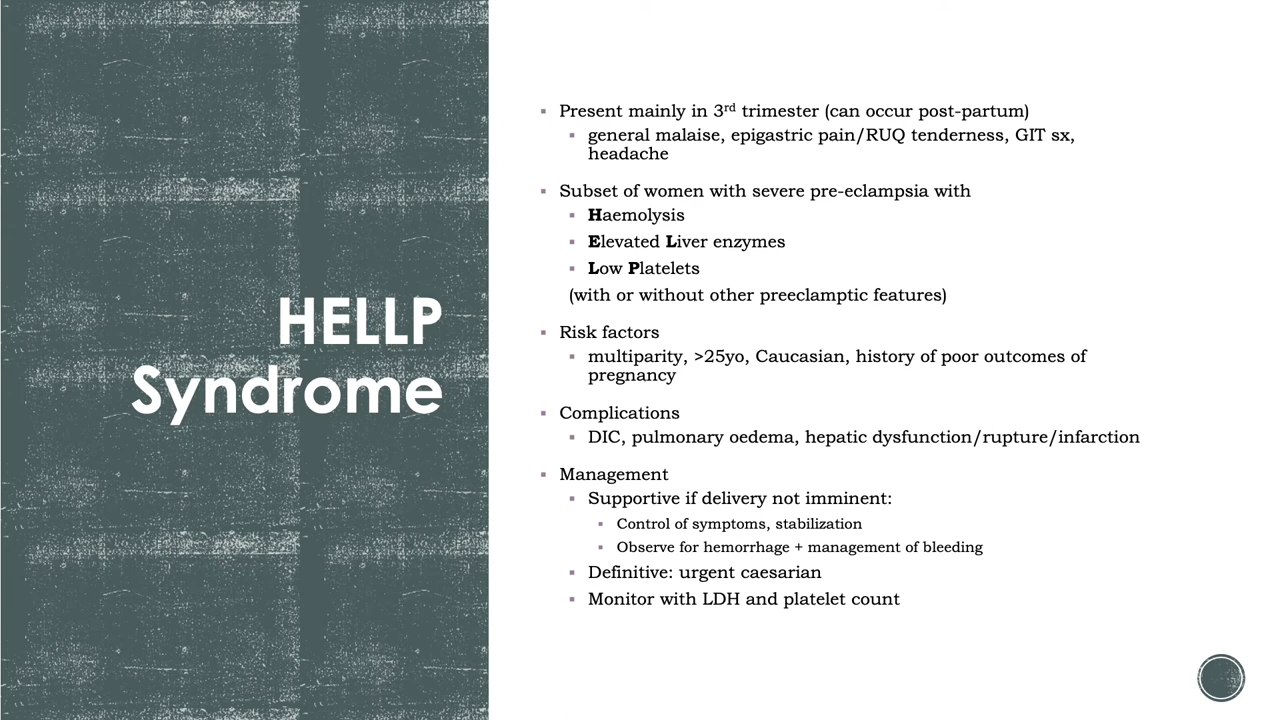 HELLP
Syndrome
Present mainly in 3rd trimester (can occur post-partum)
general malaise, epigastric pain/RUQ tenderness, GIT sx,
headache
Subset of women with severe pre-eclampsia with
Haemolysis
Elevated Liver enzymes
Low Platelets
(with or without other preeclamptic features)
Risk factors
multiparity, >25yo, Caucasian, history of poor outcomes of
pregnancy
Complications
DIC, pulmonary oedema, hepatic dysfunction/rupture/infarction
Management
Supportive if delivery not imminent:
Control of symptoms, stabilization
Observe for hemorrhage + management of bleeding
Definitive: urgent caesarian
Monitor with LDH and platelet count